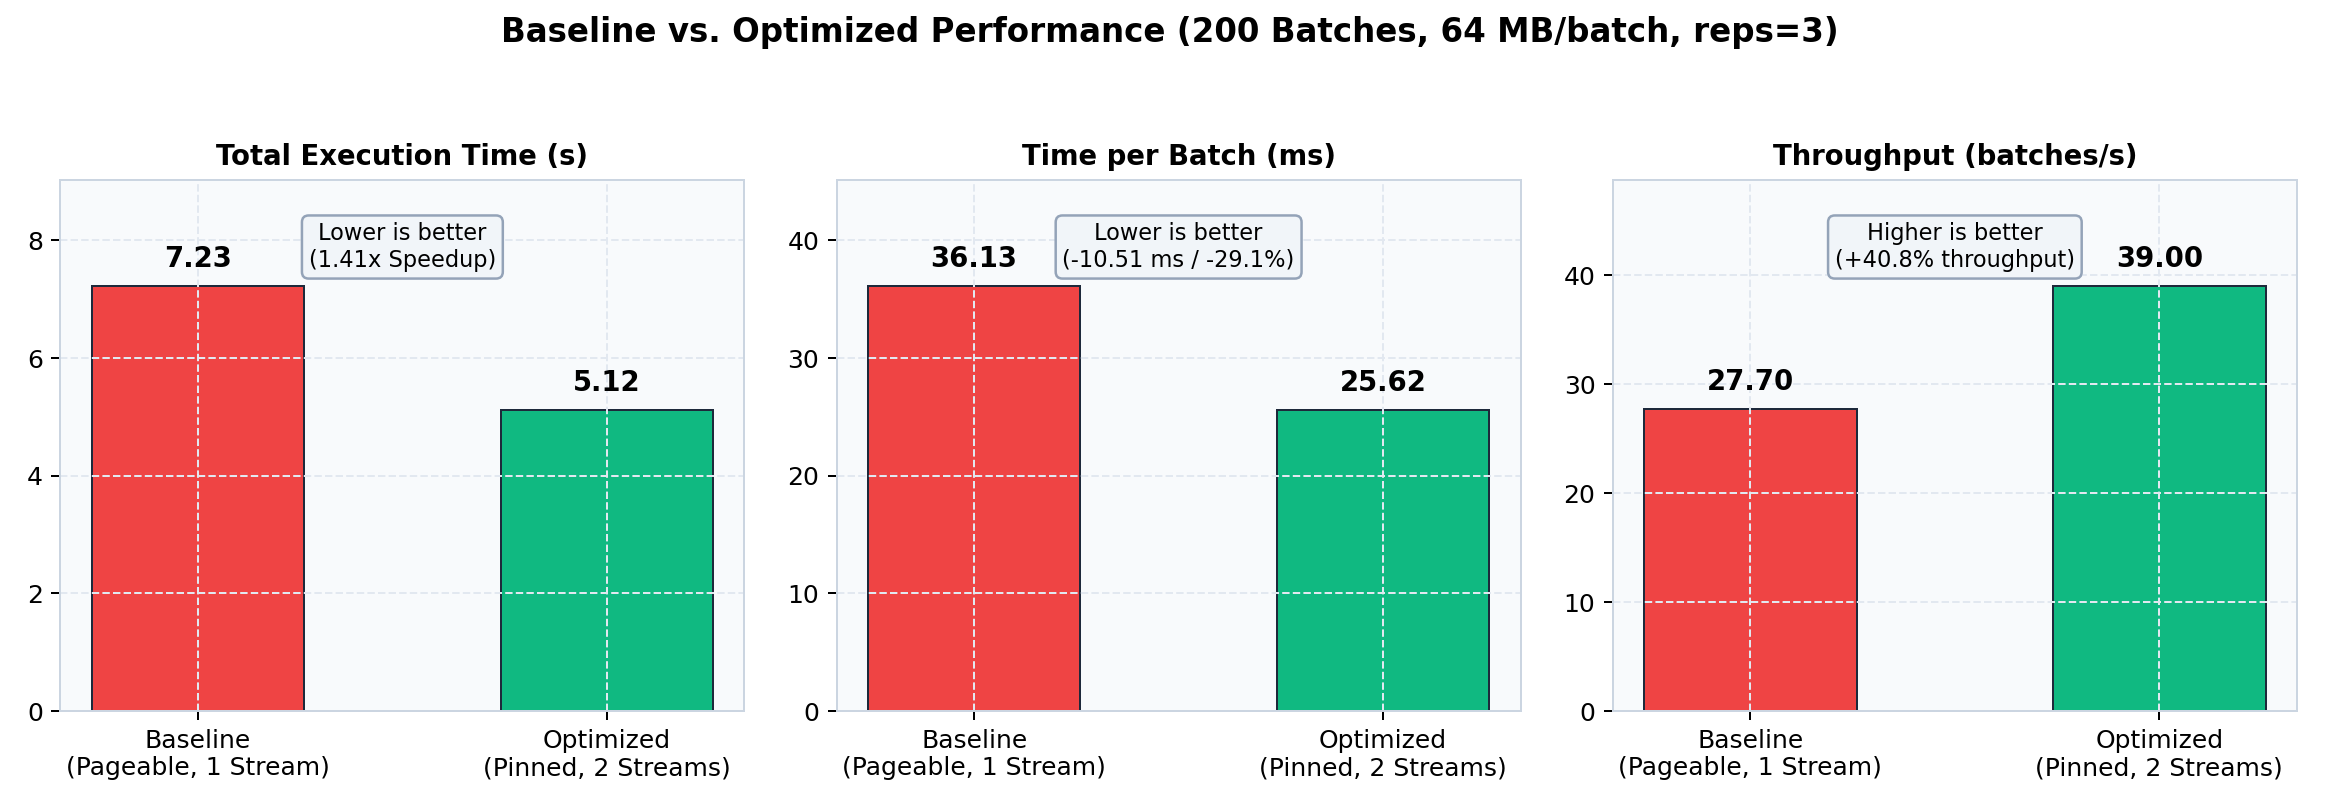 Baseline vs. Optimized Performance (200 Batches, 64 MB/batch, reps=3)
Total Execution Time (s)
8
6
4
2
0
7.23
Lower is better
(1.41x Speedup)
5.12
Baseline
(Pageable, 1 Stream)
Optimized
(Pinned, 2 Streams)
Time per Batch (ms)
40
30
20
10
0
36.13
Lower is better
(-10.51 ms / -29.1%)
25.62
Baseline
(Pageable, 1 Stream)
Optimized
(Pinned, 2 Streams)
Throughput (batches/s)
40
30
20
10
0
27.70
Higher is better
(+40.8% throughput)
39.00
Baseline
(Pageable, 1 Stream)
Optimized
(Pinned, 2 Streams)